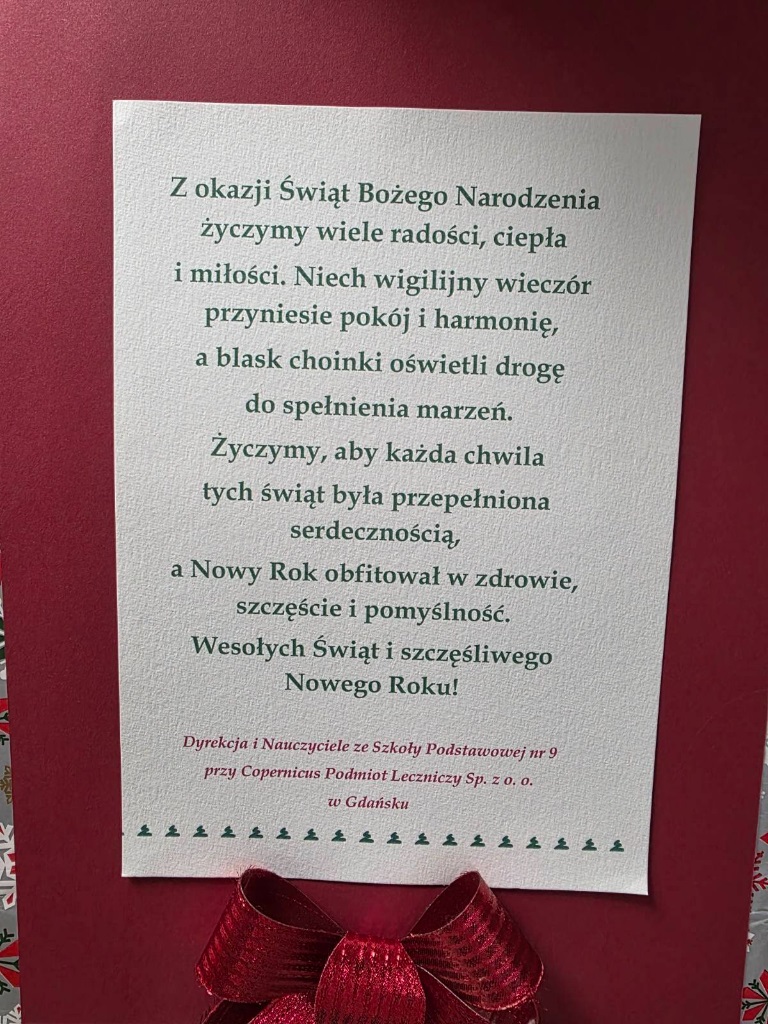 Z okazji Świąt Bożego Narodzenia
życzymy wiele radości, ciepła
i miłości. Niech wigilijny wieczór
przyniesie pokój i harmonię,
a blask choinki oświetli drogę
do spełnienia marzeń.
Życzymy, aby każda chwila
tych świąt była przepełniona
serdecznością,
a Nowy Rok obfitował w zdrowie,
szczęście i pomyślność.
Wesołych Świąt i szczęśliwego
Nowego Roku!
Dyrekcja i Nauczyciele ze Szkoły Podstawowej nr 9
przy Copernicus Podmiot Leczniczy Sp. z o. o.
w Gdańsku